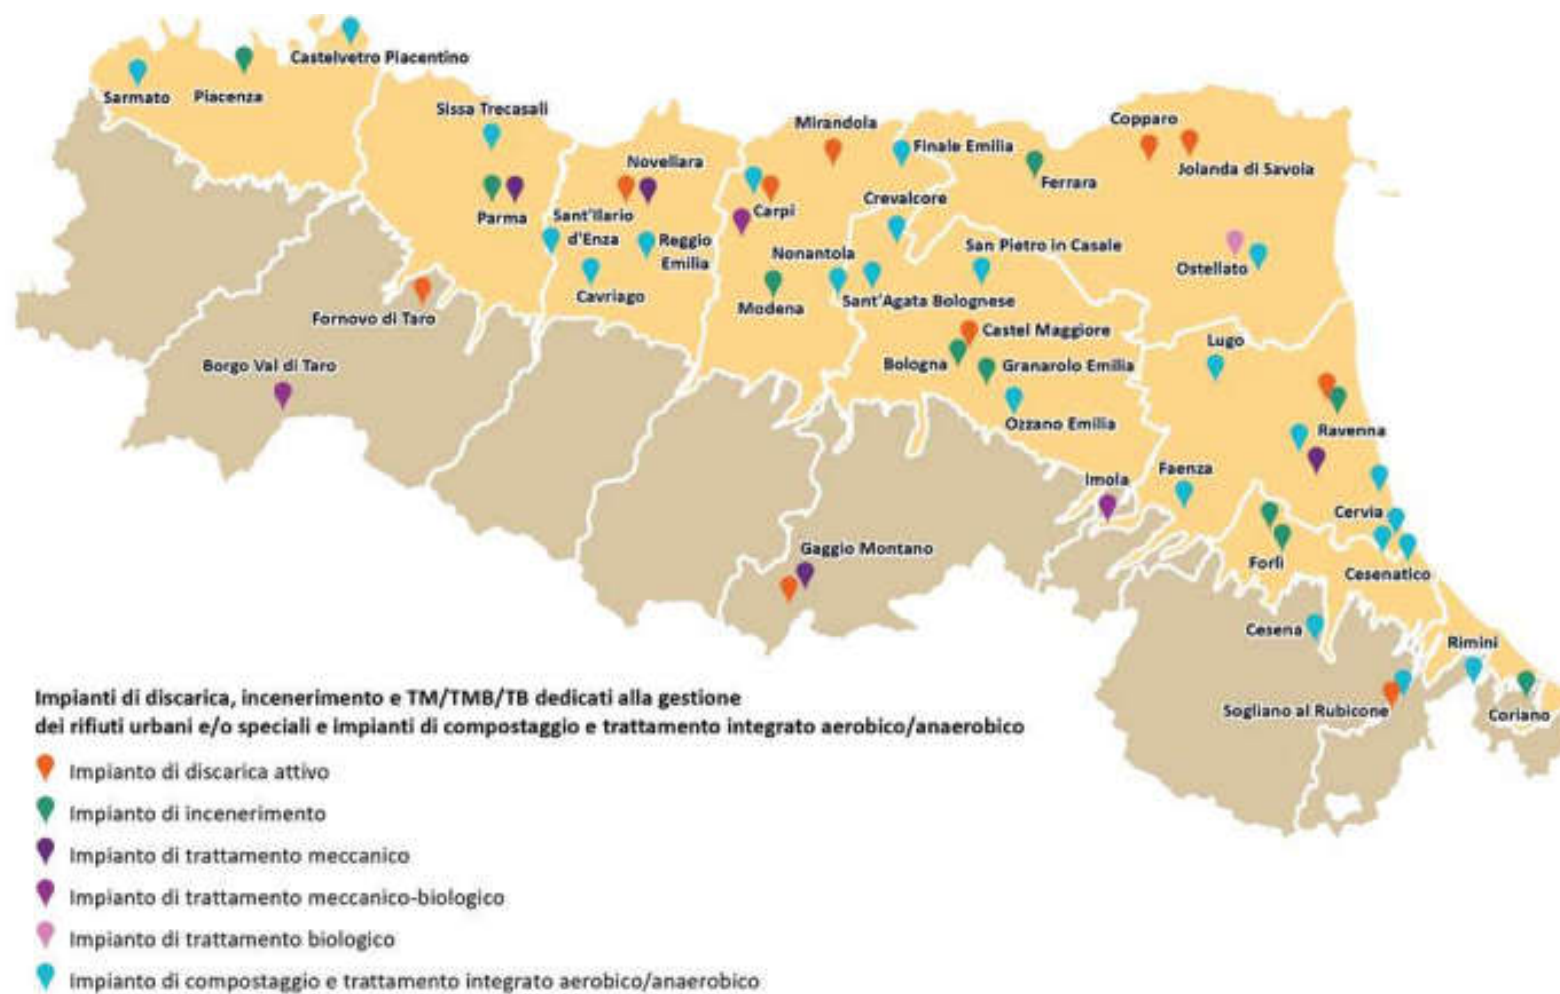 Castelvetro Piacentino
Sarmato
Piacenza
Sissa Trecasali
Mirandola
Copparo
Finale Emilia
Novellara
Jolanda di Savoia
Ferrara
Crevalcore
Parma
Sant'Ilario
d'Enza
Carpi
Reggio
Emilia
Nonantola
San Pietro in Casale
Ostellato
Cavriago
Modena
Sant'Agata Bolognese
Fornovo di Taro
Castel Maggiore
Lugo
Borgo Val di Taro
Bologna
Granarolo Emilia
Ozzano Emilia
Ravenna
Imola
Faenza
Cervia
Gaggio Montano
Forlì
Cesenatico
Cesena
Rimini
Sogliano al Rubicone
Coriano
Impianti di discarica, incenerimento e TM/TMB/TB dedicati alla gestione
dei rifiuti urbani e/o speciali e impianti di compostaggio e trattamento integrato aerobico/anaerobico
Impianto di discarica attivo
Impianto di incenerimento
Impianto di trattamento meccanico
Impianto di trattamento meccanico-biologico
Impianto di trattamento biologico
Impianto di compostaggio e trattamento integrato aerobico/anaerobico